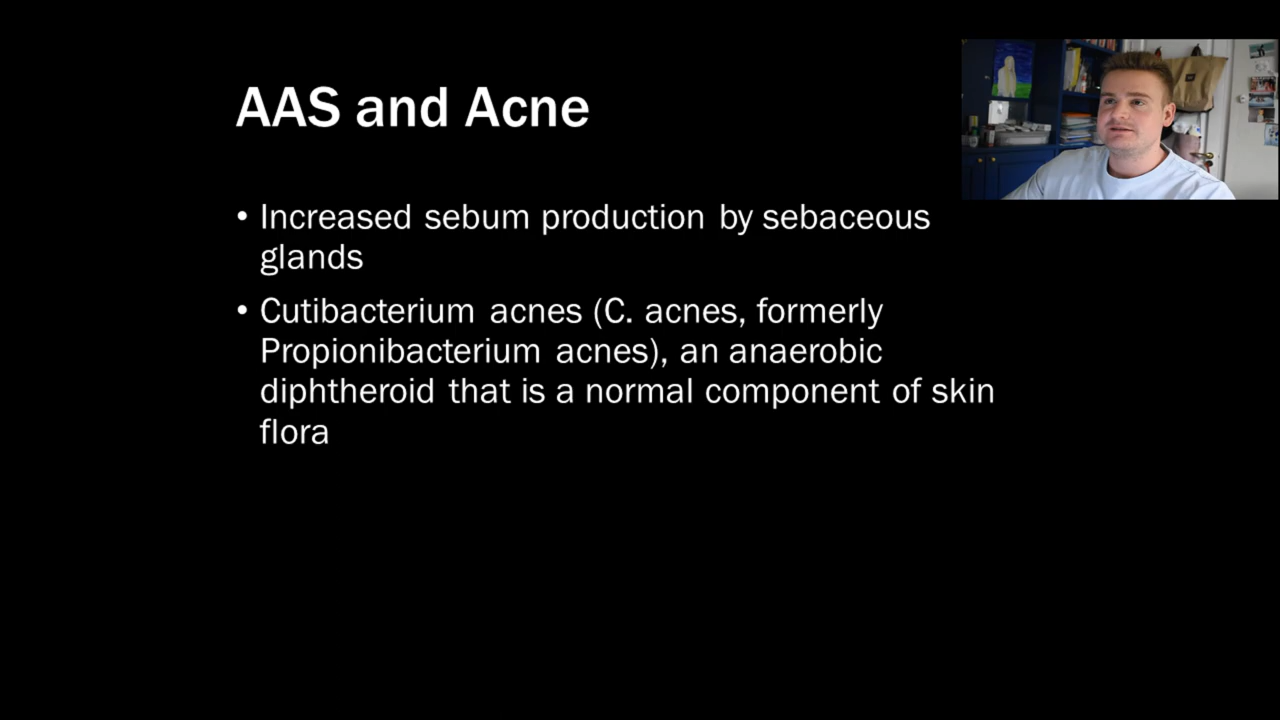 AAS and Acne
• Increased sebum production by sebaceous
glands
• Cutibacterium acnes (C. acnes, formerly
Propionibacterium acnes), an anaerobic
diphtheroid that is a normal component of skin
flora